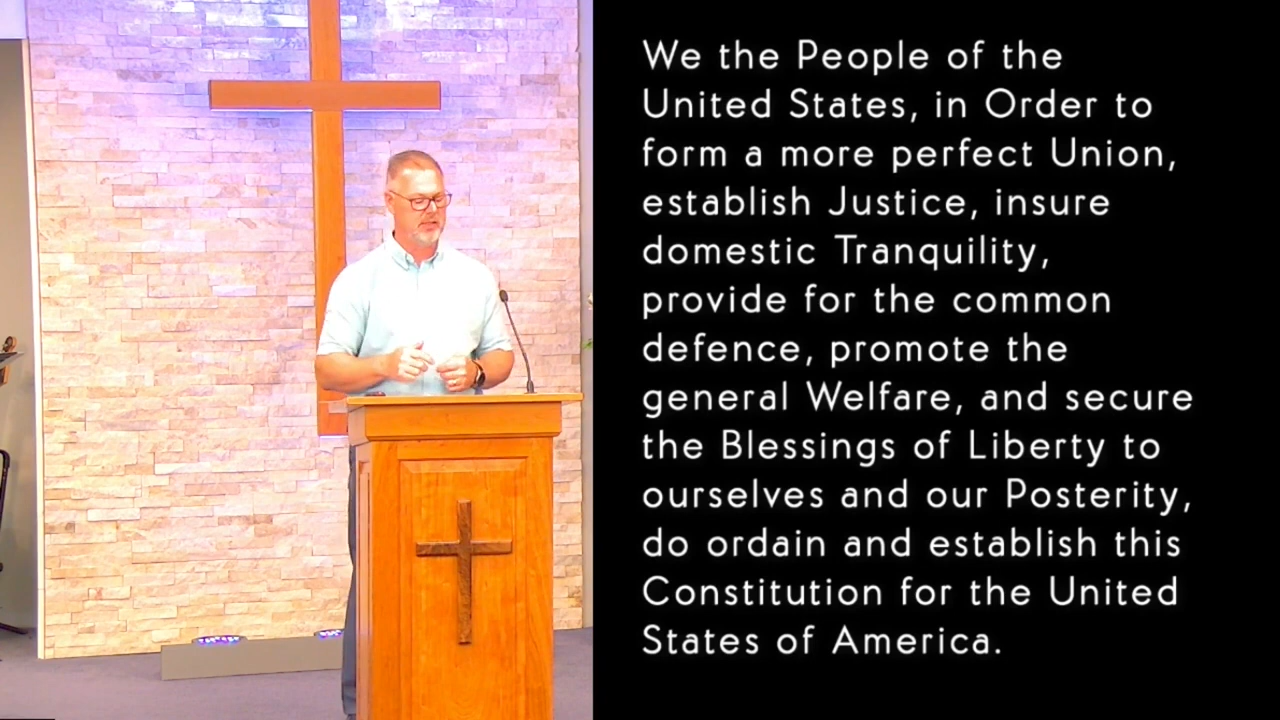 We the People of the
United States, in Order to
form a more perfect Union,
establish Justice, insure
domestic Tranquility,
provide for the common
defence, promote the
general Welfare, and secure
the Blessings of Liberty to
ourselves and our Posterity,
do ordain and establish this
Constitution for the United
States of America.